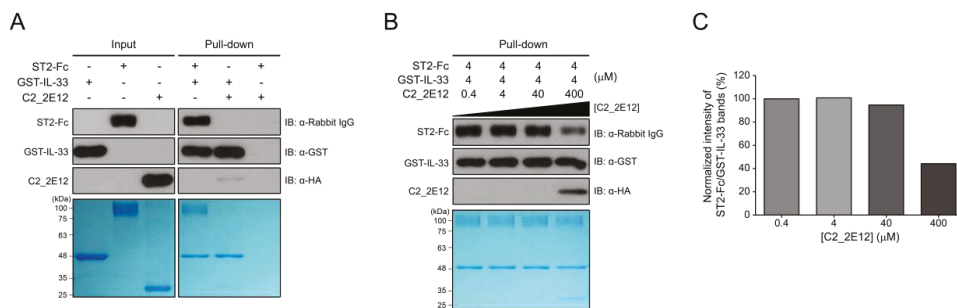 A
Input Pull-down
ST2-Fc - + - + - +
GST-IL-33 + - - + + -
C2_2E12 - - + - + +
ST2-Fc IB: α-Rabbit IgG
GST-IL-33 IB: α-GST
C2_2E12 IB: α-HA
(kDa)
100
75
63
48
35
25
B
Pull-down
ST2-Fc 4 4 4 4
GST-IL-33 4 4 4 4 (μM)
C2_2E12 0.4 4 40 400
[C2_2E12]
ST2-Fc IB: α-Rabbit IgG
GST-IL-33 IB: α-GST
C2_2E12 IB: α-HA
(kDa)
100
75
63
48
35
25
C
Normalized intensity of
ST2-Fc/GST-IL-33 bands (%)
120
100
80
60
40
20
0
0.4 4 40 400
[C2_2E12] (μM)